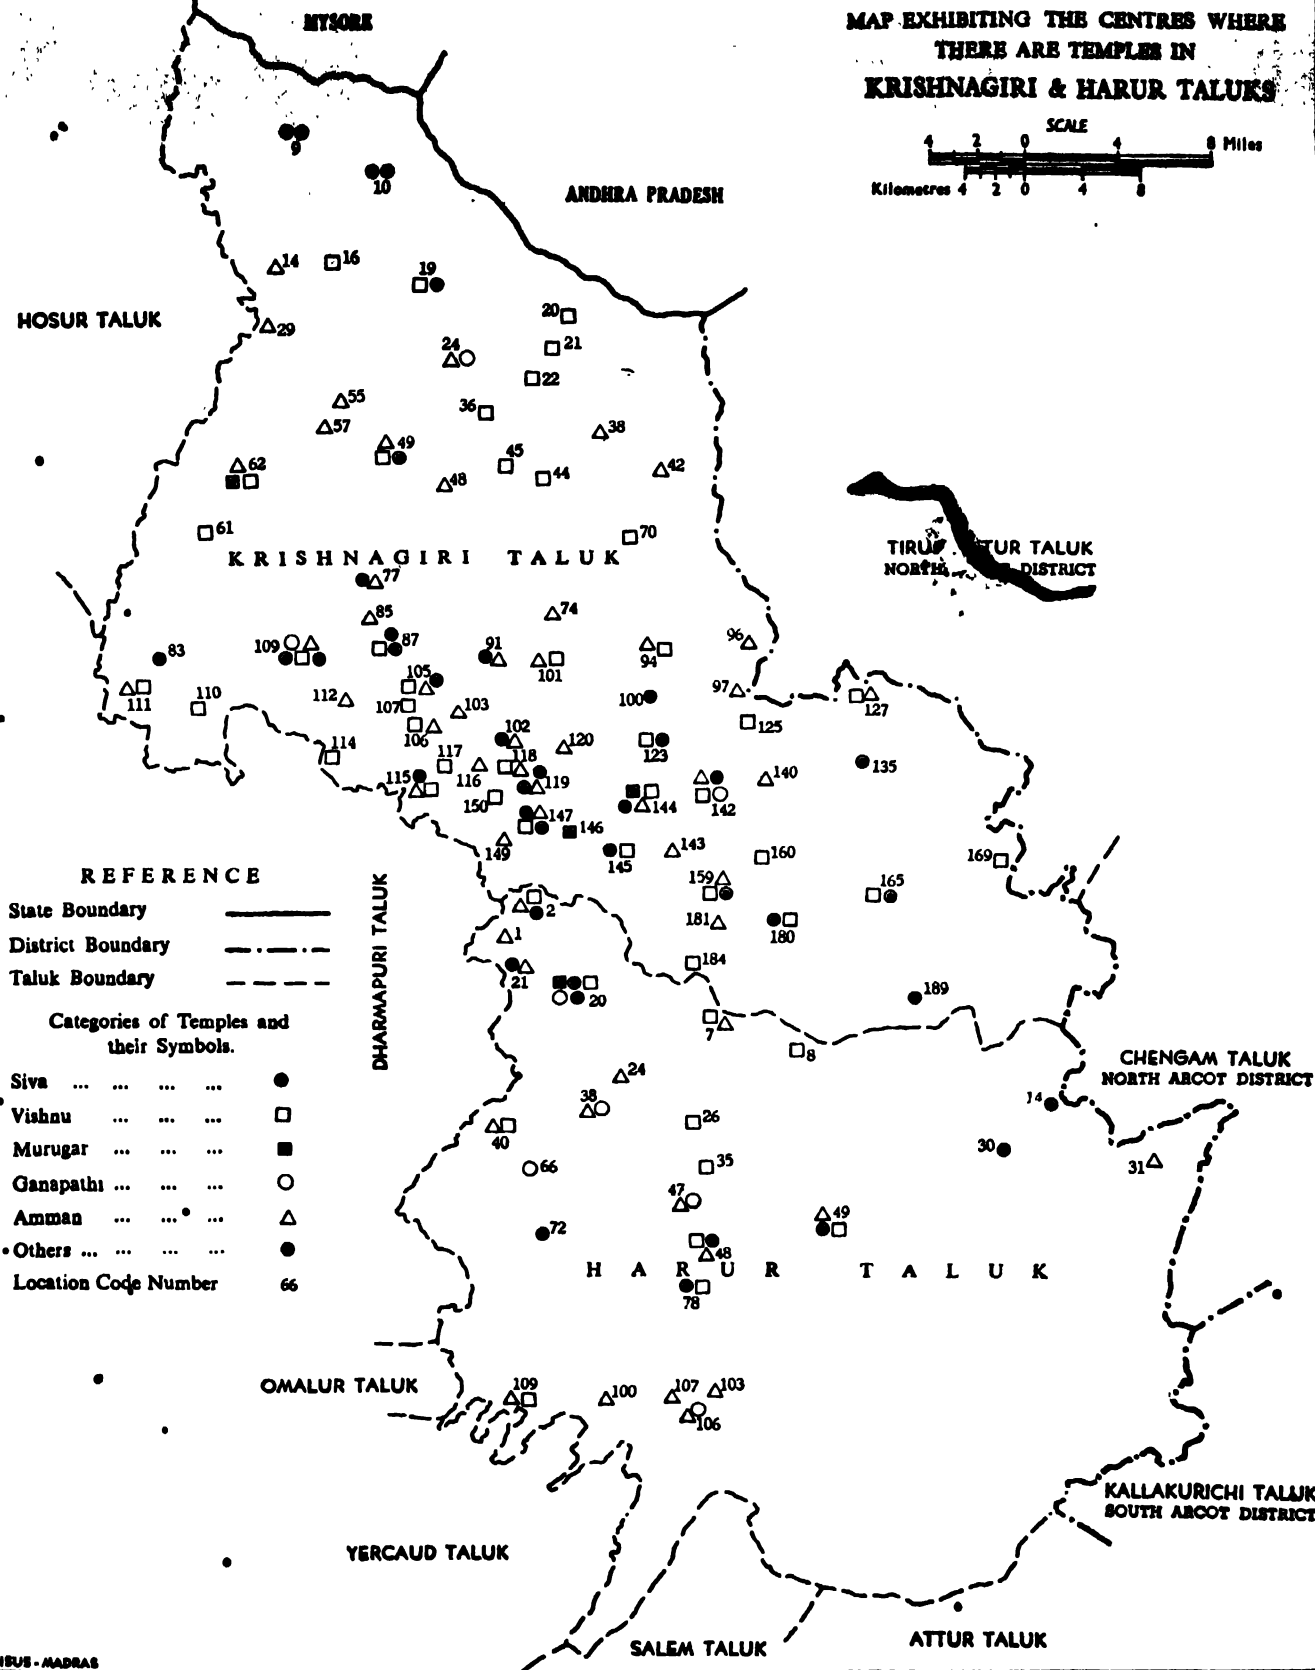 MAP EXHIBITING THE CENTRES WHERE
THERE ARE TEMPLES IN
KRISHNAGIRI & HARUR TALUKS
SCALE
4 2 0 4 8 Miles
Kilometres 4 2 0 4 8
MYSORE
ANDHRA PRADESH
HOSUR TALUK
9
10
14
16
19
29
20
21
24
22
55
36
57
38
49
45
62
42
48
44
61
70
KRISHNAGIRI TALUK
TUR TALUK
DISTRICT
77
85
74
87
83
109
91
96
94
105
101
111
110
112
107
103
100
97
127
106
125
102
120
114
117
118
123
135
115
116
119
140
150
144
142
147
146
149
145
143
160
169
159
165
181
180
184
189
REFERENCE
State Boundary
District Boundary
Taluk Boundary
Categories of Temples and
their Symbols.
Siva ... ... ... ...
Vishnu ... ... ...
Murugar ... ... ...
Ganapathi ... ... ...
Amman ... ... ...
Others ... ... ... ...
Location Code Number 66
DHARMAPURI TALUK
2
1
21
20
7
8
CHENGAM TALUK
NORTH ARCOT DISTRICT
24
38
14
40
26
30
31
66
35
47
49
72
48
HARUR TALUK
78
OMALUR TALUK
109
100
107
103
106
KALLAKURICHI TALUK
SOUTH ARCOT DISTRICT
YERCAUD TALUK
SALEM TALUK
ATTUR TALUK
NSUS - MADRAS